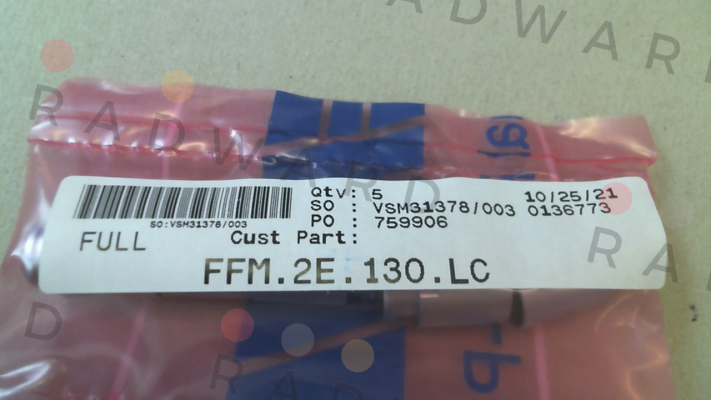 RADWARD
Qty: 5 10/25/21
SO : VSM31378/003 0136773
PO : 759906
SO:VSM31378/003
FULL Cust Part:
FFM.2E.130.LC